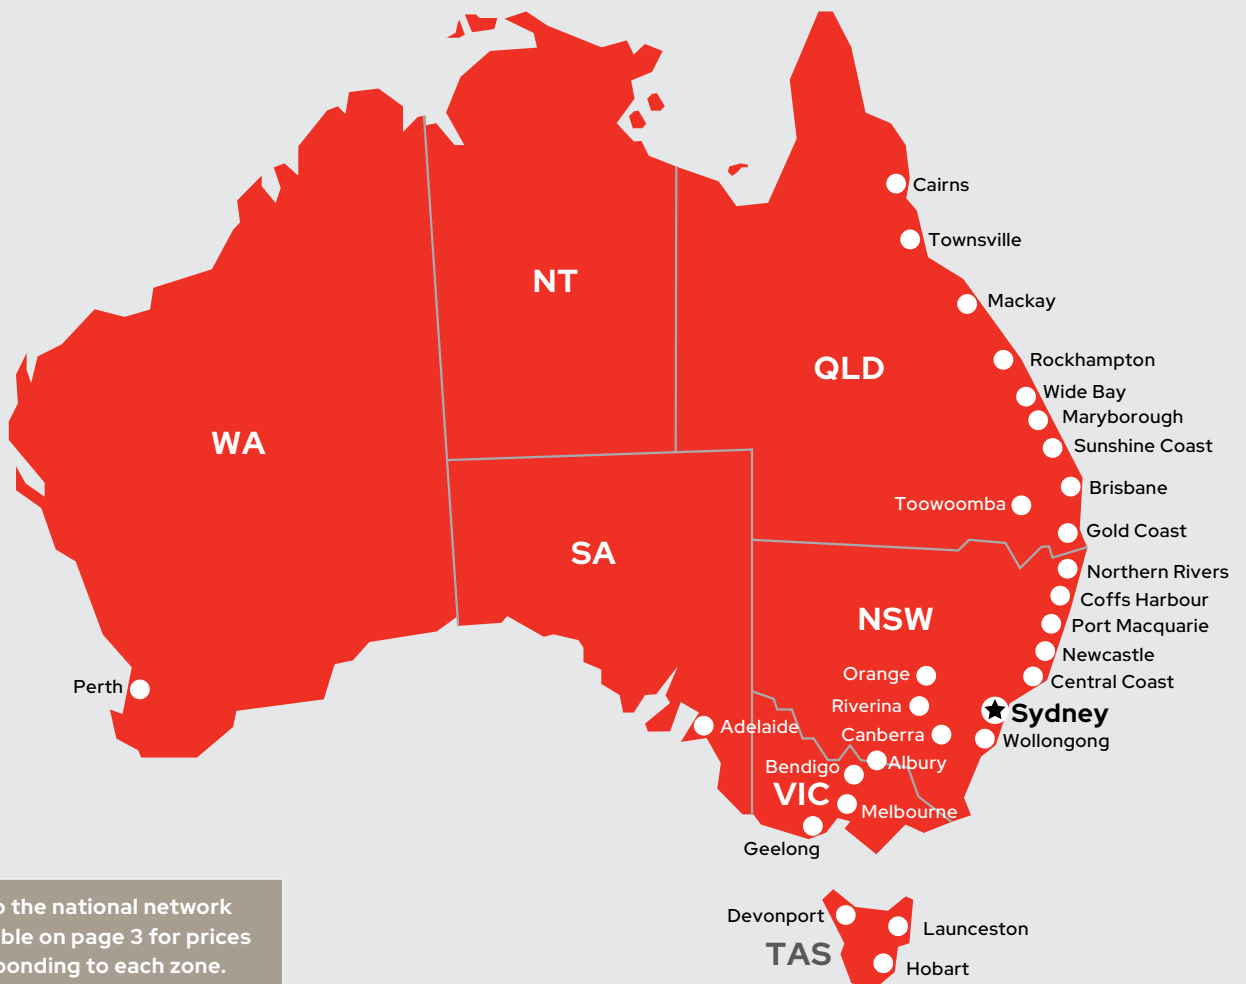 Cairns
Townsville
NT
Mackay
QLD
Rockhampton
Wide Bay
Maryborough
WA
Sunshine Coast
Brisbane
Toowoomba
Gold Coast
SA
Northern Rivers
Coffs Harbour
NSW
Port Macquarie
Newcastle
Orange
Central Coast
Perth
Riverina
Sydney
Adelaide
Canberra
Wollongong
Albury
Bendigo
VIC
Melbourne
Geelong
the national network
on page 3 for prices
to each zone.
Devonport
Launceston
TAS
Hobart